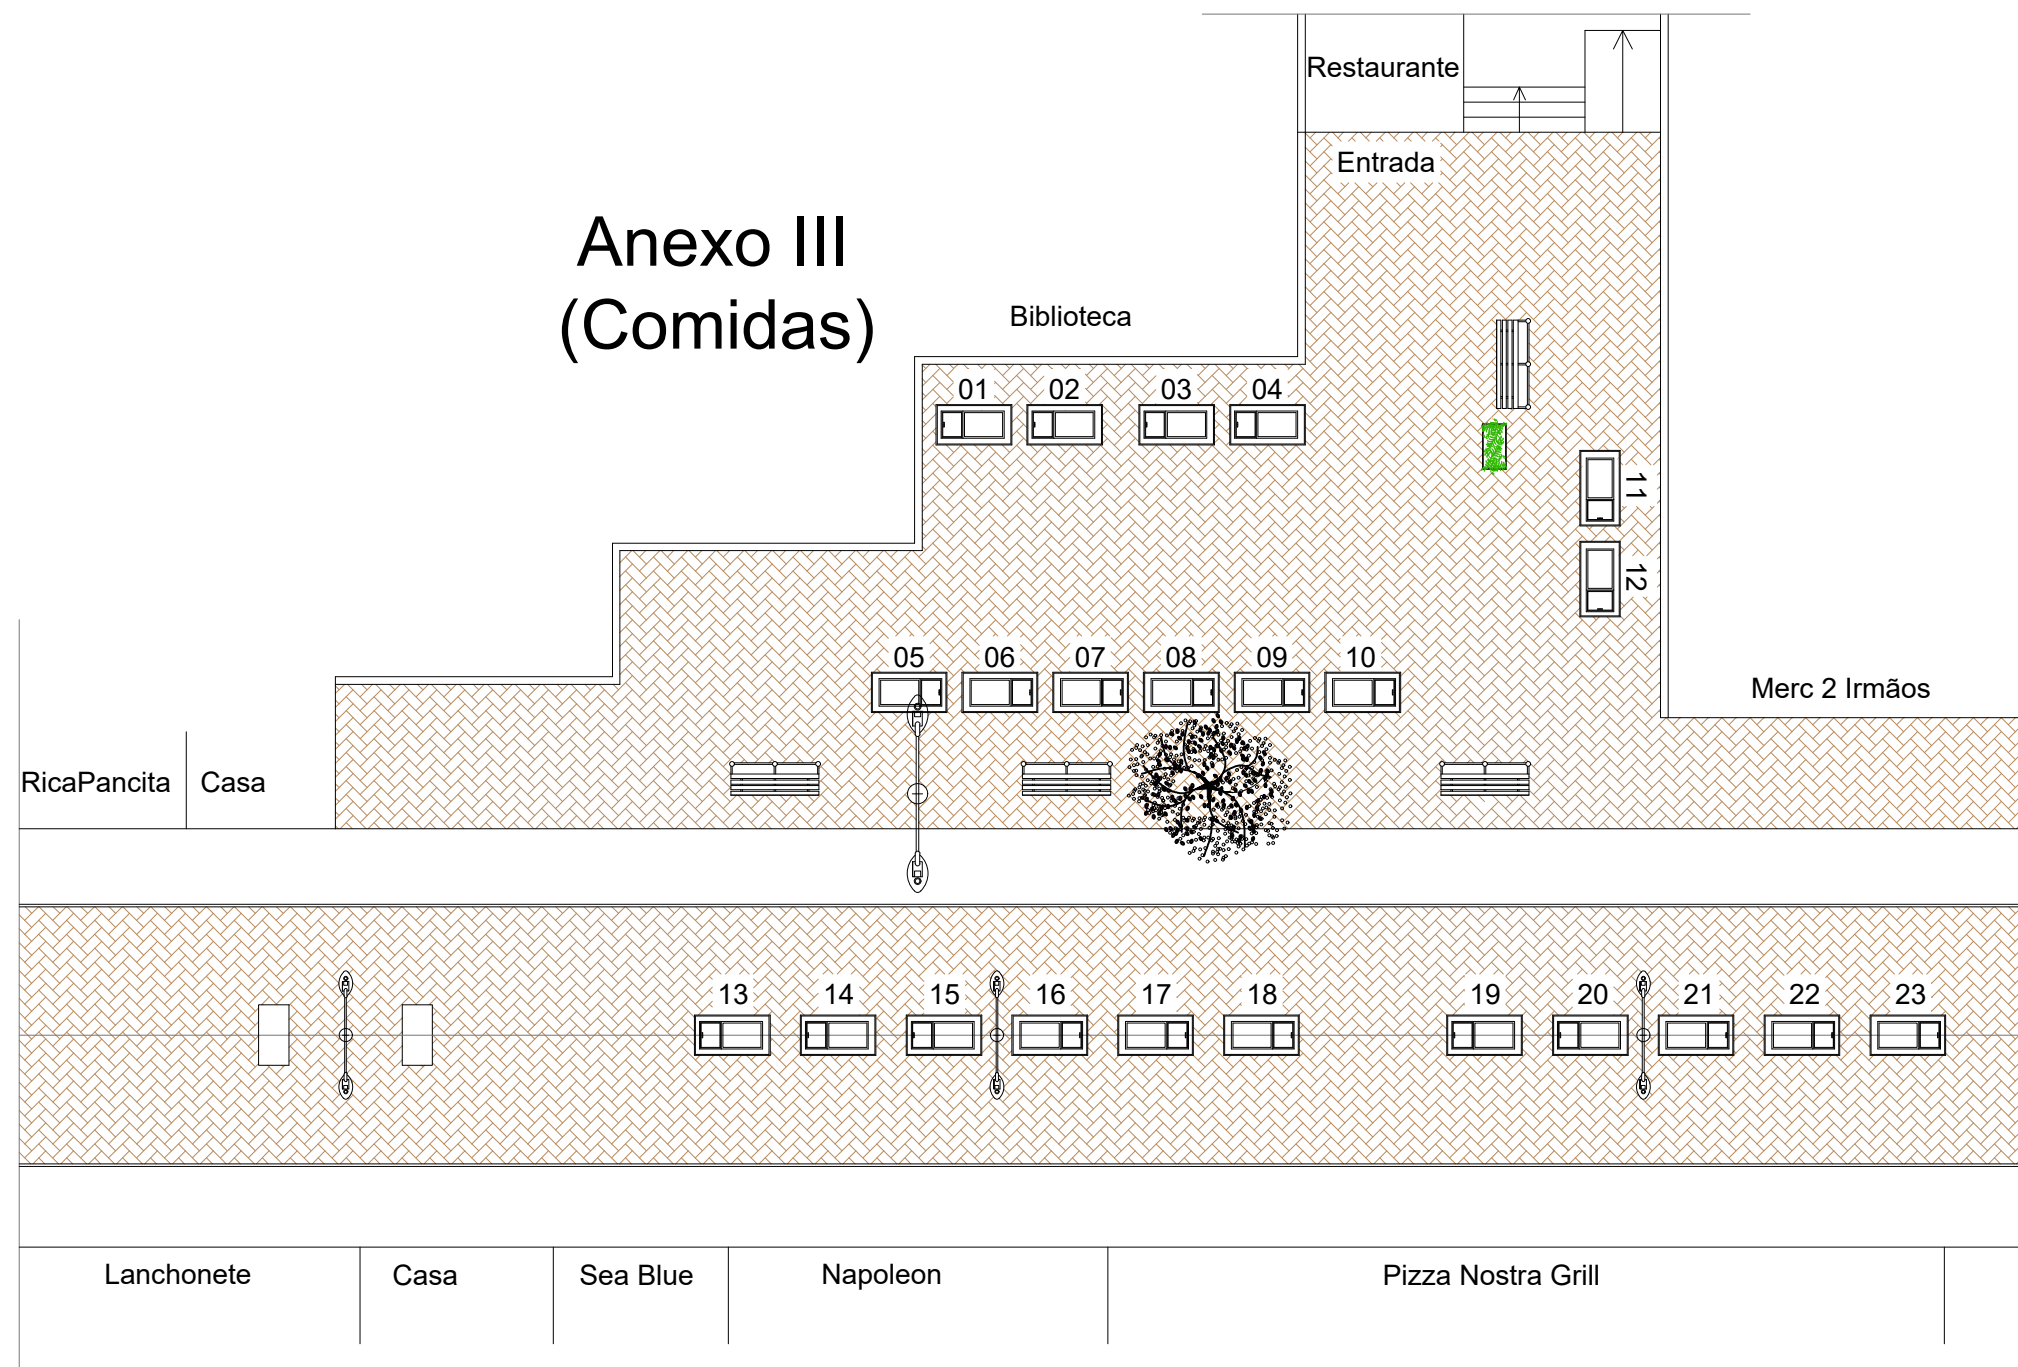 Restaurante
Entrada
Anexo III
(Comidas)
Biblioteca
01 02 03 04
11
12
05 06 07 08 09 10
Merc 2 Irmãos
RicaPancita Casa
13 14 15 16 17 18 19 20 21 22 23
Lanchonete Casa Sea Blue Napoleon Pizza Nostra Grill